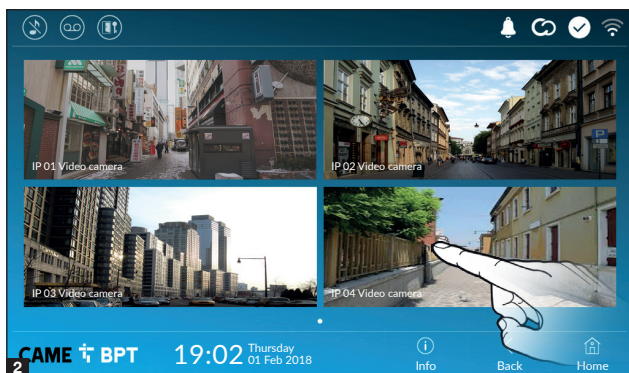 IP 01 Video camera
IP 02 Video camera
IP 03 Video camera
IP 04 Video camera
P
CAME BPT
19:02
Thursday
01 Feb 2018
Info
Back
Home
2